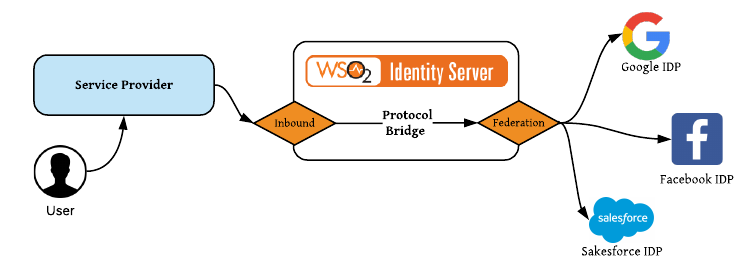 Service Provider
User
WSO2 Identity Server
Inbound
Protocol
Bridge
Federation
Google IDP
f
Facebook IDP
salesforce
Sakesforce IDP